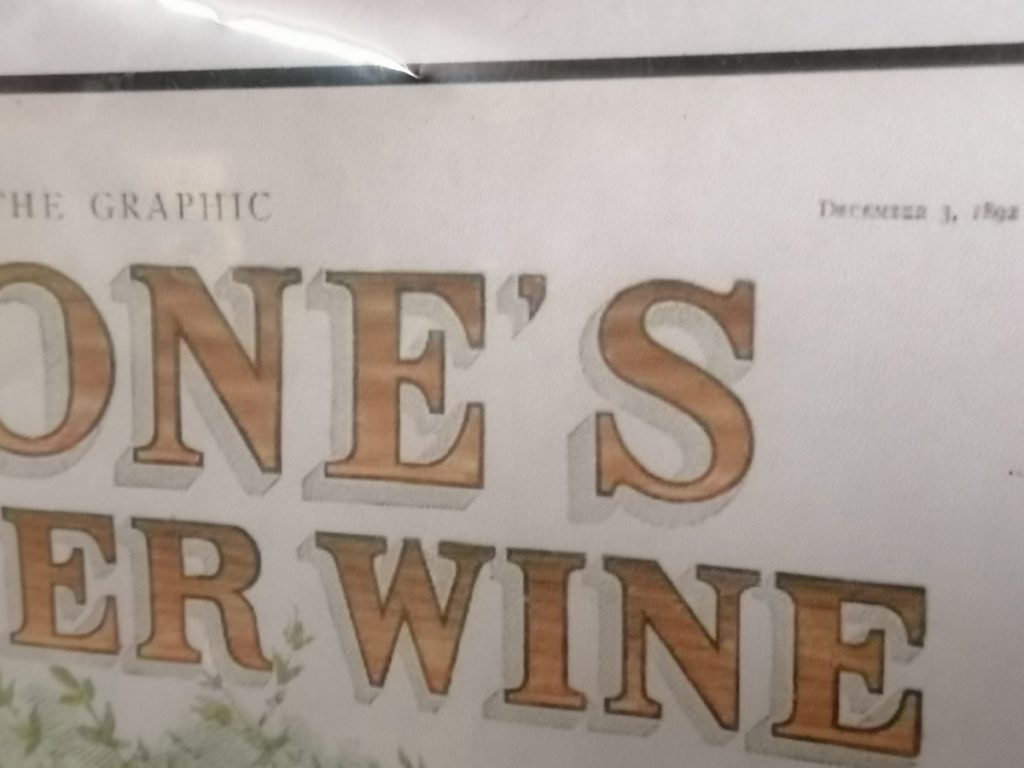 THE GRAPHIC
DECEMBER 3, 1892
ONE'S
ER WINE